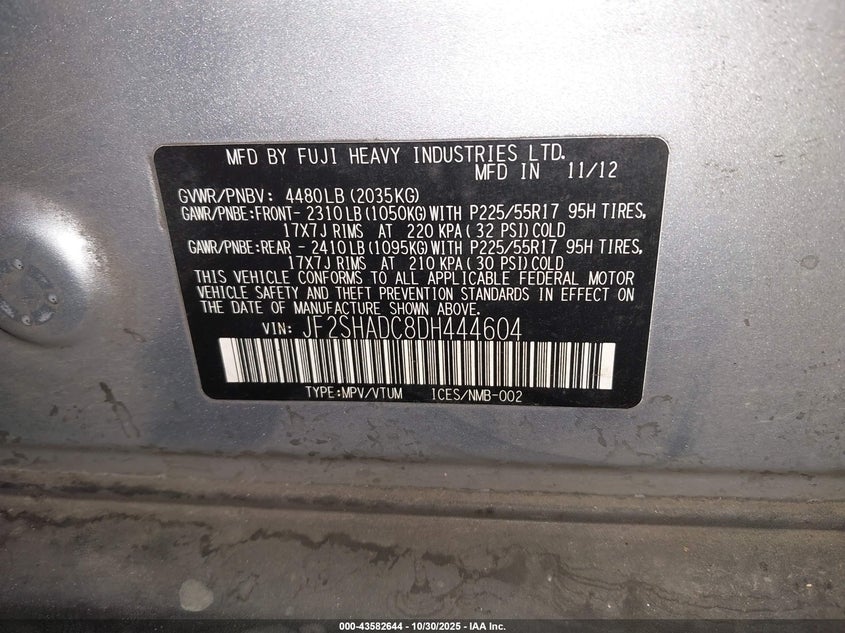 MFD BY FUJI HEAVY INDUSTRIES LTD.
MFD IN 11/12
GVWR/PNBV: 4480LB (2035KG)
GAWR/PNBE:FRONT- 2310LB (1050KG) WITH P225/55R17 95H TIRES,
17X7J RIMS AT 220 KPA ( 32 PSI) COLD
GAWR/PNBE:REAR - 2410LB (1095KG) WITH P225/55R17 95H TIRES,
17X7J RIMS AT 210 KPA ( 30 PSI) COLD
THIS VEHICLE CONFORMS TO ALL APPLICABLE FEDERAL MOTOR
VEHICLE SAFETY AND THEFT PREVENTION STANDARDS IN EFFECT ON
THE DATE OF MANUFACTURE SHOWN ABOVE.
VIN: JF2SHADC8DH444604
TYPE:MPV/VTUM ICES/NMB-002
000-43582644 - 10/30/2025 - IAA Inc.